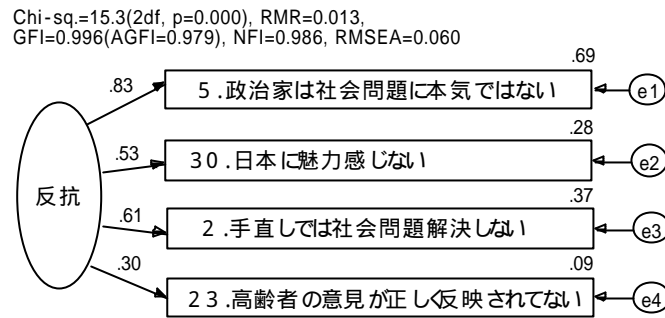 Chi-sq.=15.3(2df, p=0.000), RMR=0.013,
GFI=0.996(AGFI=0.979), NFI=0.986, RMSEA=0.060
.69
.83
5.政治家は社会問題に本気ではない
e1
.28
.53
30.日本に魅力感じない
e2
反抗
.37
.61
2.手直しでは社会問題解決しない
e3
.09
.30
23.高齢者の意見が正しく反映されてない
e4